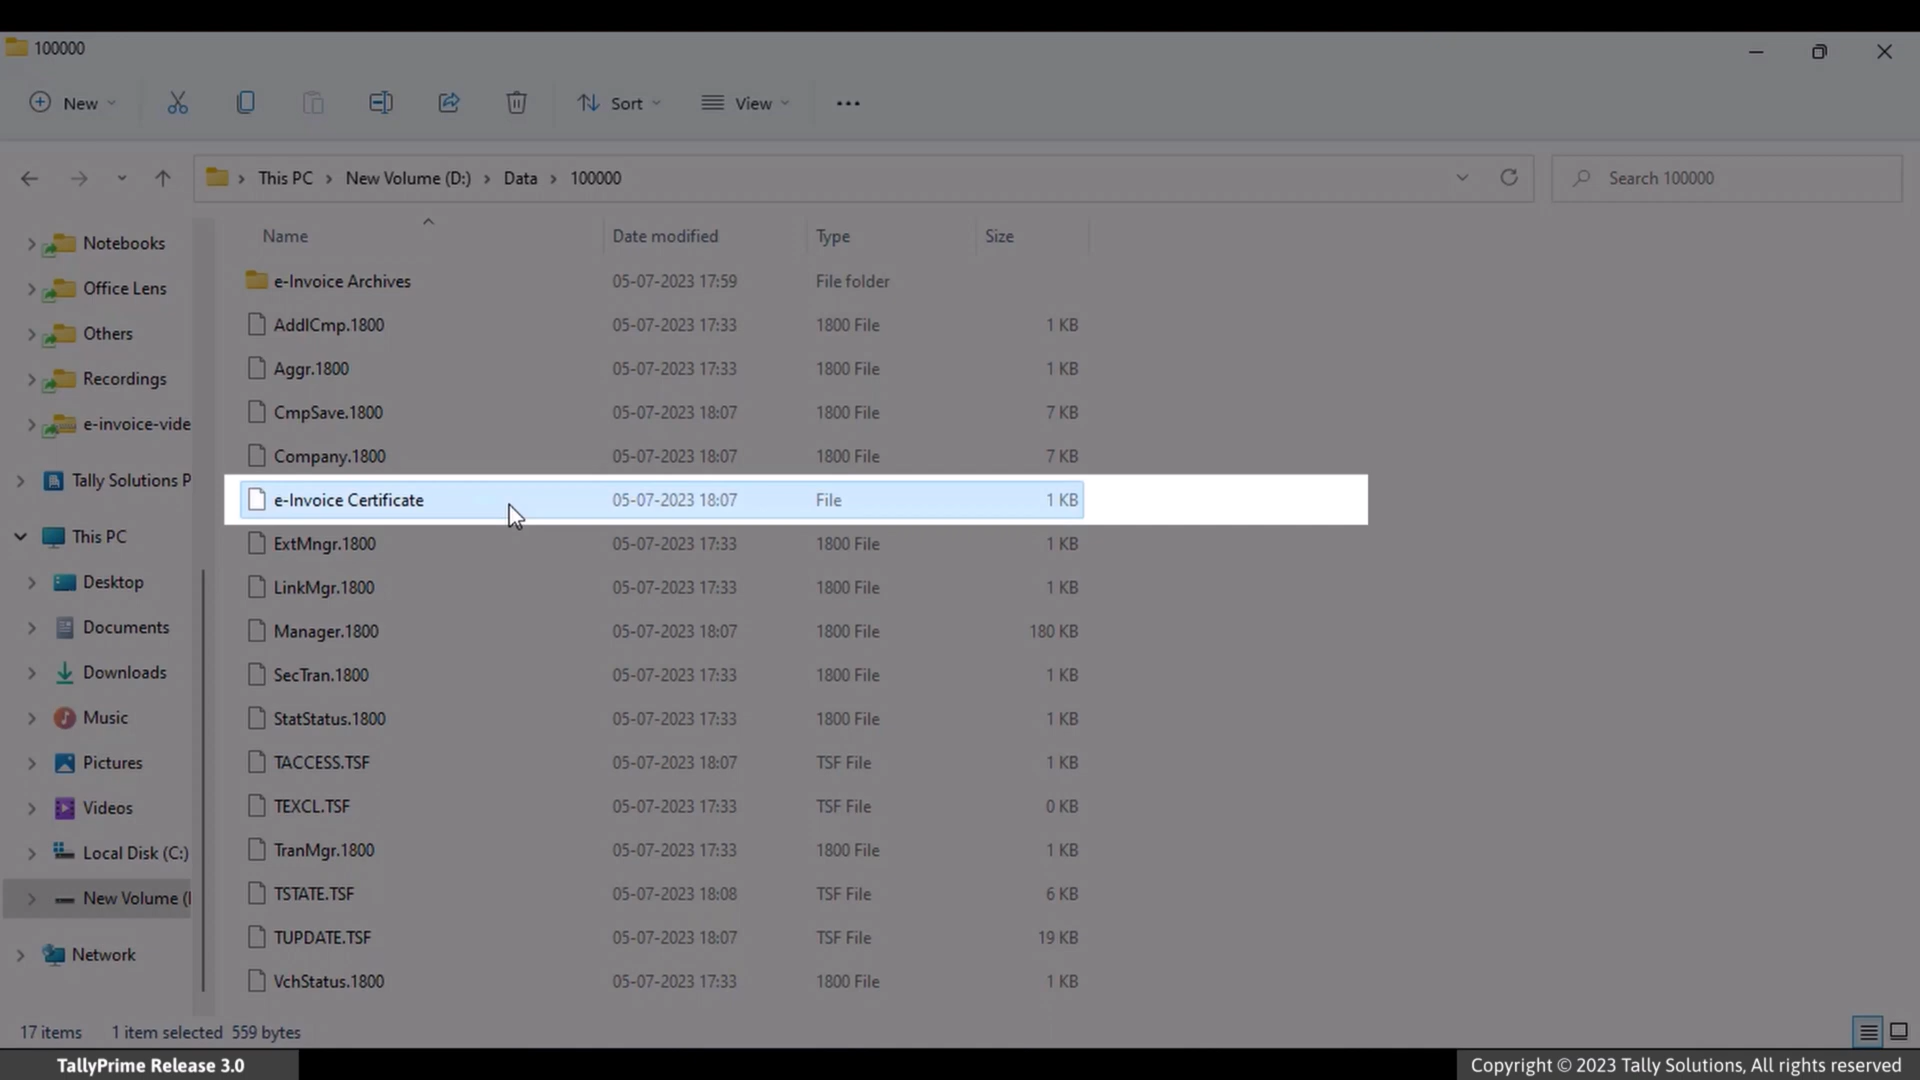 100000
New
Sort
View
This PC > New Volume (D:) > Data > 100000
Search 100000
Notebooks
Office Lens
Others
Recordings
e-invoice-vide
Tally Solutions P
This PC
Desktop
Documents
Downloads
Music
Pictures
Videos
Local Disk (C:)
New Volume (
Network
Name Date modified Type Size
e-Invoice Archives 05-07-2023 17:59 File folder
AddlCmp.1800 05-07-2023 17:33 1800 File 1 KB
Aggr.1800 05-07-2023 17:33 1800 File 1 KB
CmpSave.1800 05-07-2023 18:07 1800 File 7 KB
Company.1800 05-07-2023 18:07 1800 File 7 KB
e-Invoice Certificate 05-07-2023 18:07 File 1 KB
ExtMngr.1800 05-07-2023 17:33 1800 File 1 KB
LinkMgr.1800 05-07-2023 17:33 1800 File 1 KB
Manager.1800 05-07-2023 18:07 1800 File 180 KB
SecTran.1800 05-07-2023 17:33 1800 File 1 KB
StatStatus.1800 05-07-2023 17:33 1800 File 1 KB
TACCESS.TSF 05-07-2023 18:07 TSF File 1 KB
TEXCL.TSF 05-07-2023 17:33 TSF File 0 KB
TranMgr.1800 05-07-2023 17:33 1800 File 1 KB
TSTATE.TSF 05-07-2023 18:08 TSF File 6 KB
TUPDATE.TSF 05-07-2023 18:07 TSF File 19 KB
VchStatus.1800 05-07-2023 17:33 1800 File 1 KB
17 items 1 item selected 559 bytes
TallyPrime Release 3.0
Copyright © 2023 Tally Solutions, All rights reserved